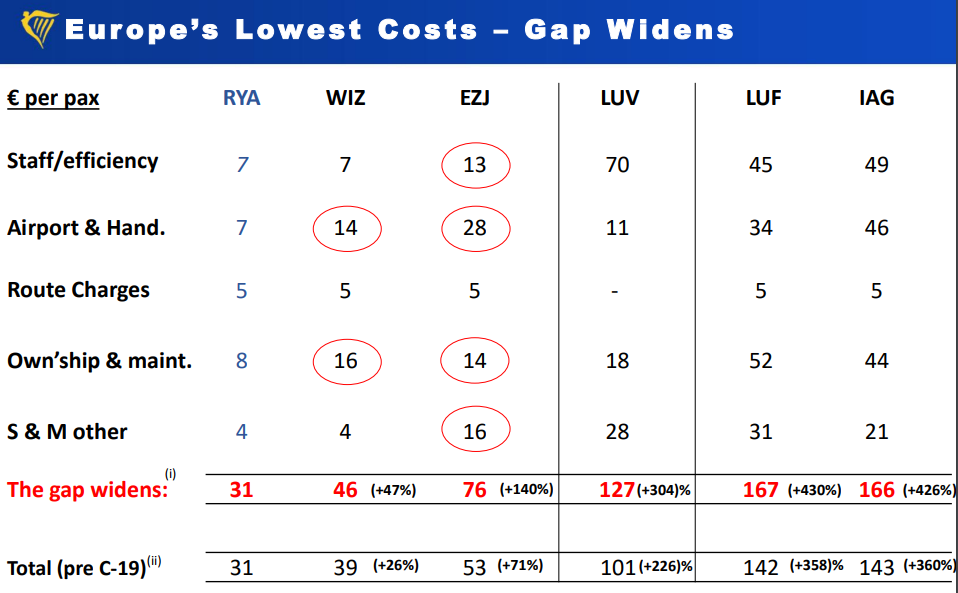 Europe's Lowest Costs – Gap Widens
€ per pax RYA WIZ EZJ LUV LUF IAG
Staff/efficiency 7 7 13 70 45 49
Airport & Hand. 7 14 28 11 34 46
Route Charges 5 5 5 - 5 5
Own'ship & maint. 8 16 14 18 52 44
S & M other 4 4 16 28 31 21
The gap widens:(i) 31 46 (+47%) 76 (+140%) 127 (+304)% 167 (+430%) 166 (+426%)
Total (pre C-19)(ii) 31 39 (+26%) 53 (+71%) 101 (+226)% 142 (+358)% 143 (+360%)